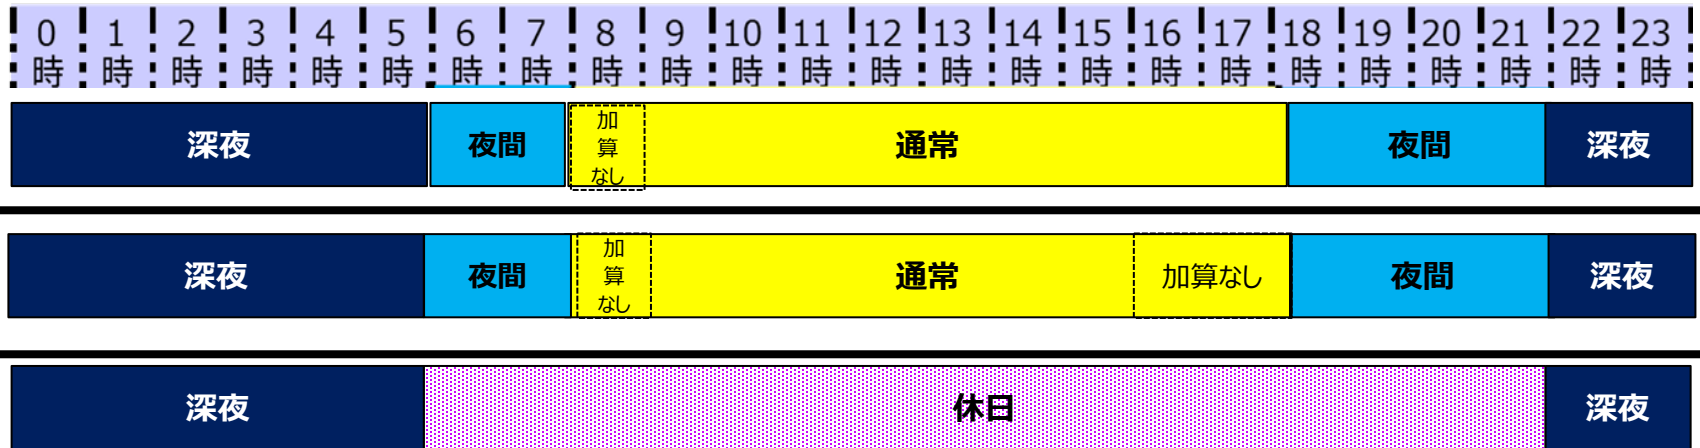 0 1 2 3 4 5 6 7 8 9 10 11 12 13 14 15 16 17 18 19 20 21 22 23
時 時 時 時 時 時 時 時 時 時 時 時 時 時 時 時 時 時 時 時 時 時 時 時
深夜 夜間 加算なし 通常 夜間 深夜
深夜 夜間 加算なし 通常 加算なし 夜間 深夜
深夜 休日 深夜